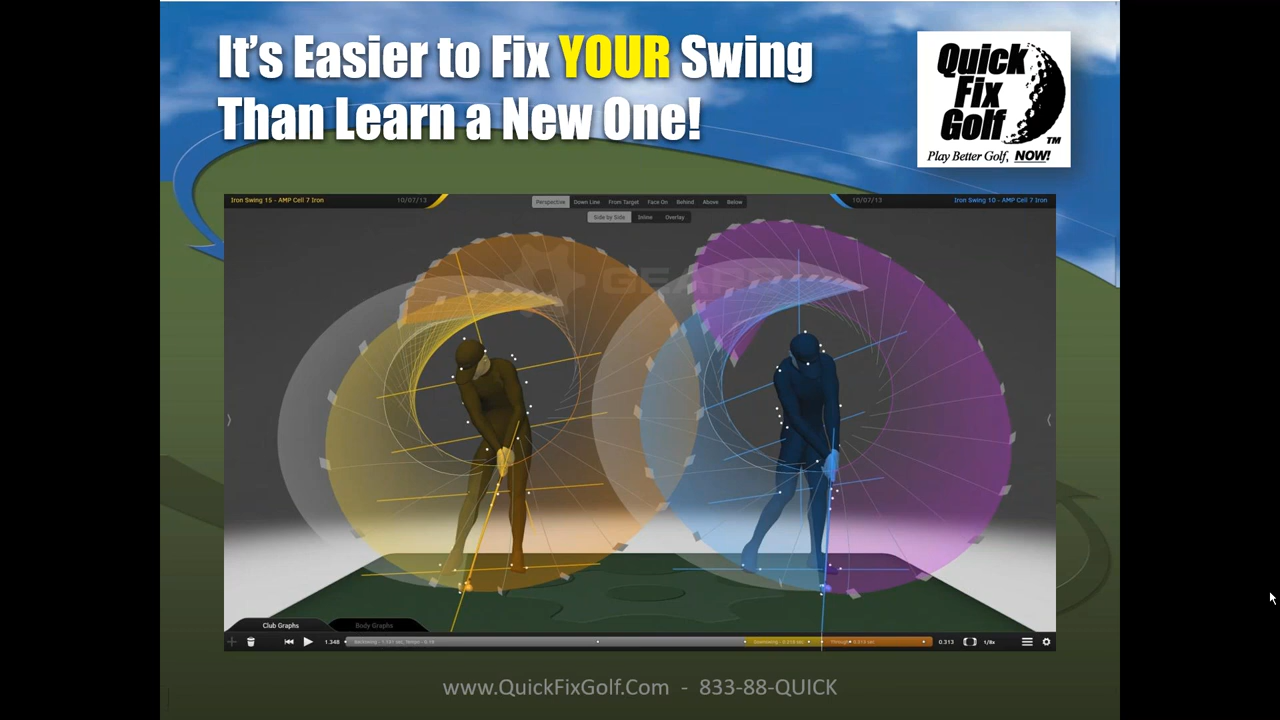 It's Easier to Fix YOUR Swing
Than Learn a New One!
Quick
Fix
Golf
TM
Play Better Golf, NOW!
Iron Swing 15 - AMP Cell 7 Iron
10/07/13
Perspective Down Line From Target Face On Behind Above Below
10/07/13
Iron Swing 10 - AMP Cell 7 Iron
Side by Side Inline Overlay
GEARS
Club Graphs
Body Graphs
1.348
0.313
1/8x
www.QuickFixGolf.Com - 833-88-QUICK